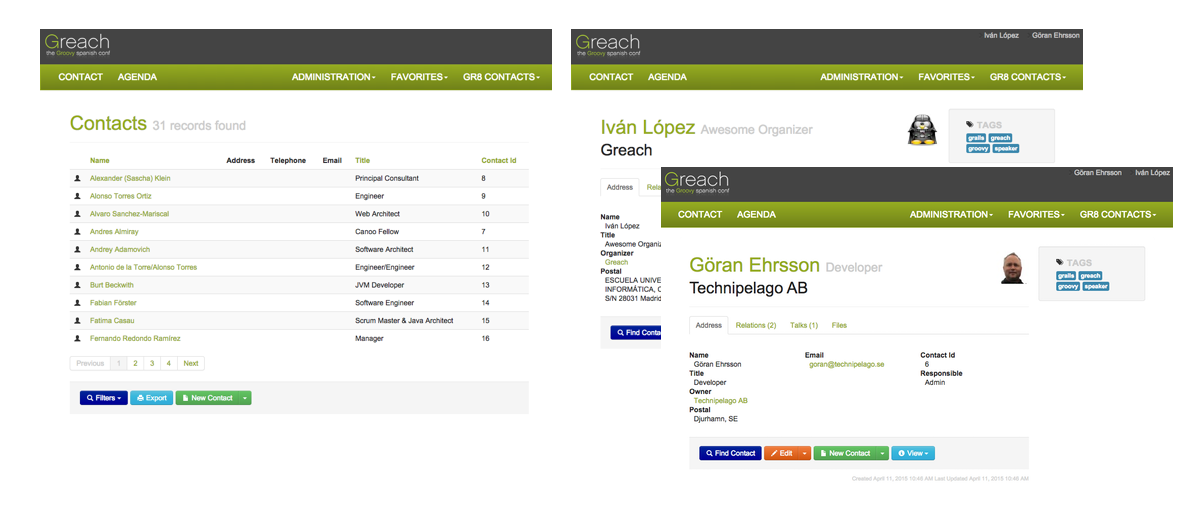 Greach
the Groovy spanish conf
CONTACT AGENDA ADMINISTRATION FAVORITES GR8 CONTACTS
Contacts 31 records found
Name Address Telephone Email Title Contact Id
Alexander (Sascha) Klein Principal Consultant 8
Alonso Torres Ortiz Engineer 9
Alvaro Sanchez-Mariscal Web Architect 10
Andres Almiray Canoo Fellow 7
Andrey Adamovich Software Architect 11
Antonio de la Torre/Alonso Torres Engineer/Engineer 12
Burt Beckwith JVM Developer 13
Fabian Förster Software Engineer 14
Fatima Casau Scrum Master & Java Architect 15
Fernando Redondo Ramírez Manager 16
Previous 1 2 3 4 Next
Filters Export New Contact
Iván López Göran Ehrsson
Greach
the Groovy spanish conf
CONTACT AGENDA ADMINISTRATION FAVORITES GR8 CONTACTS
Iván López Awesome Organizer
Greach
TAGS
grails greach
groovy speaker
Address Rela
Name
Iván López
Title
Awesome Organiz
Organizer
Greach
Postal
ESCUELA UNIVE
INFORMÁTICA, C
S/N 28031 Madrid
Find Conta
Göran Ehrsson Iván López
Greach
the Groovy spanish conf
CONTACT AGENDA ADMINISTRATION FAVORITES GR8 CONTACTS
Göran Ehrsson Developer
Technipelago AB
TAGS
grails greach
groovy speaker
Address Relations (2) Talks (1) Files
Name Email Contact Id
Göran Ehrsson goran@technipelago.se 6
Title Responsible
Developer Admin
Owner
Technipelago AB
Postal
Djurhamn, SE
Find Contact Edit New Contact View
Created April 11, 2015 10:48 AM Last Updated April 11, 2015 10:48 AM